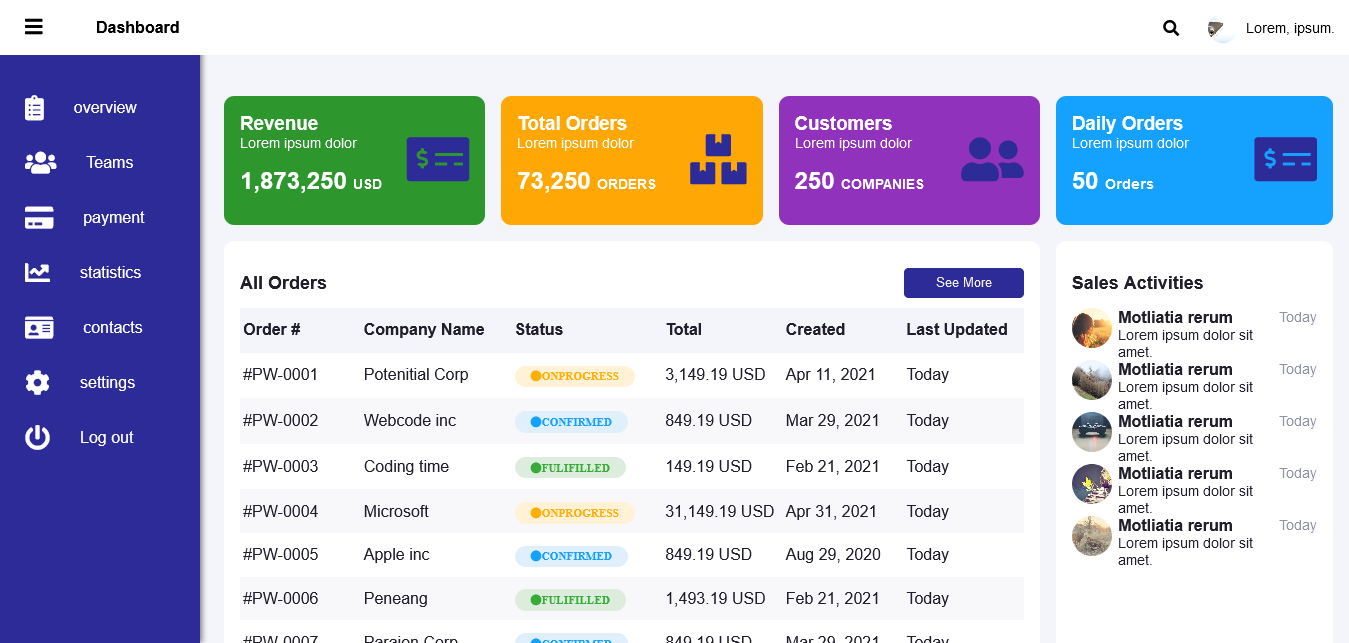 Dashboard
Lorem, ipsum.
overview
Teams
payment
statistics
contacts
settings
Log out
Revenue
Lorem ipsum dolor
1,873,250 USD
Total Orders
Lorem ipsum dolor
73,250 ORDERS
Customers
Lorem ipsum dolor
250 COMPANIES
Daily Orders
Lorem ipsum dolor
50 Orders
All Orders
See More
Order # Company Name Status Total Created Last Updated
#PW-0001 Potenitial Corp ONPROGRESS 3,149.19 USD Apr 11, 2021 Today
#PW-0002 Webcode inc CONFIRMED 849.19 USD Mar 29, 2021 Today
#PW-0003 Coding time FULIFILLED 149.19 USD Feb 21, 2021 Today
#PW-0004 Microsoft ONPROGRESS 31,149.19 USD Apr 31, 2021 Today
#PW-0005 Apple inc CONFIRMED 849.19 USD Aug 29, 2020 Today
#PW-0006 Peneang FULIFILLED 1,493.19 USD Feb 21, 2021 Today
#PW-0007 Paraion Corp CONFIRMED 849.19 USD Mar 29, 2021 Today
Sales Activities
Motliatia rerum Today
Lorem ipsum dolor sit
amet.
Motliatia rerum Today
Lorem ipsum dolor sit
amet.
Motliatia rerum Today
Lorem ipsum dolor sit
amet.
Motliatia rerum Today
Lorem ipsum dolor sit
amet.
Motliatia rerum Today
Lorem ipsum dolor sit
amet.